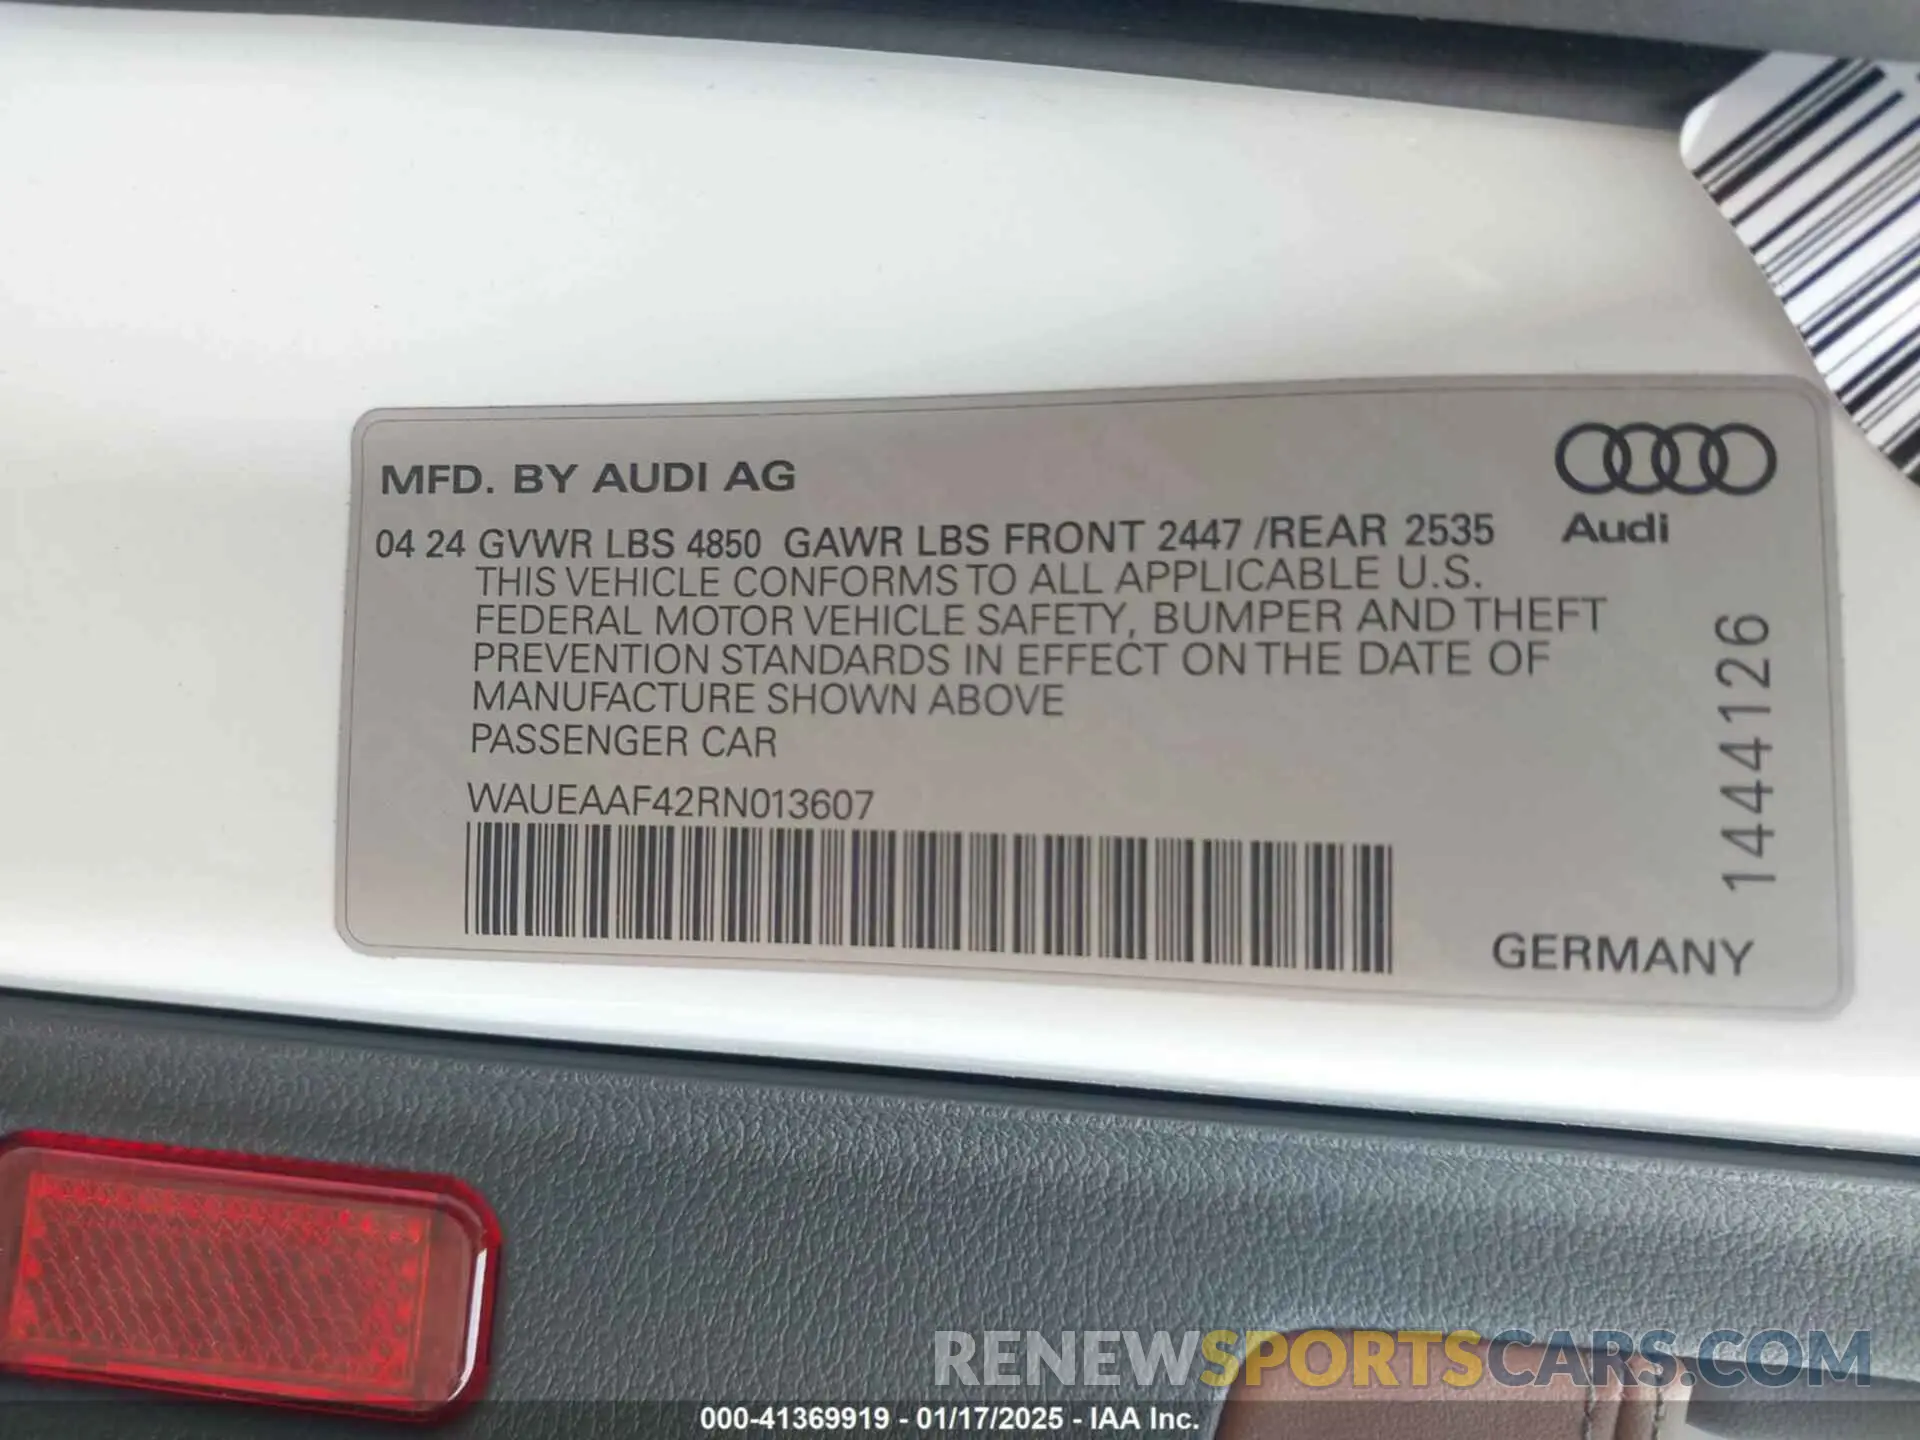 MFD. BY AUDI AG
04 24 GVWR LBS 4850 GAWR LBS FRONT 2447 /REAR 2535
Audi
THIS VEHICLE CONFORMS TO ALL APPLICABLE U.S.
FEDERAL MOTOR VEHICLE SAFETY, BUMPER AND THEFT
PREVENTION STANDARDS IN EFFECT ON THE DATE OF
MANUFACTURE SHOWN ABOVE
PASSENGER CAR
WAUEAAF42RN013607
1444126
GERMANY
RENEWSPORTSCARS.COM
000-41369919 - 01/17/2025 - IAA Inc.